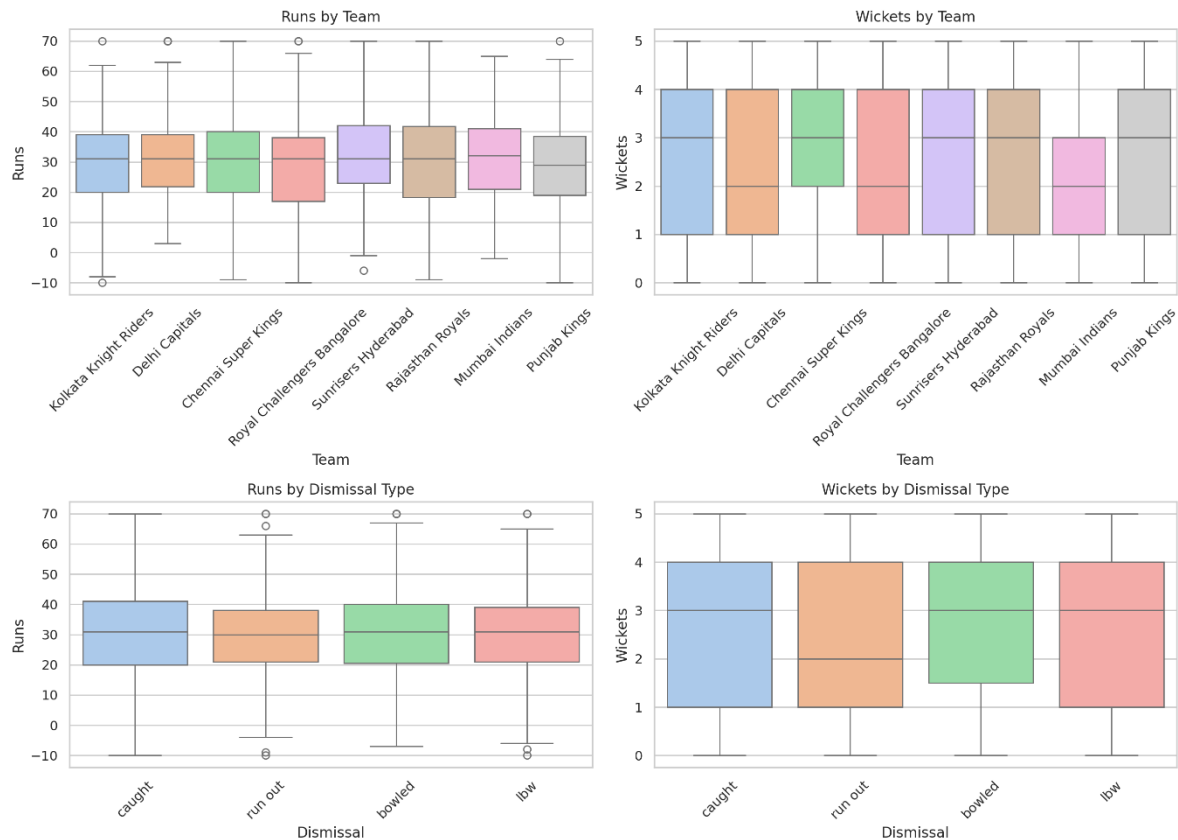 Runs by Team
Runs
70
60
50
40
30
20
10
0
−10
Kolkata Knight Riders
Delhi Capitals
Chennai Super Kings
Royal Challengers Bangalore
Sunrisers Hyderabad
Rajasthan Royals
Mumbai Indians
Punjab Kings
Team
Wickets by Team
Wickets
5
4
3
2
1
0
Kolkata Knight Riders
Delhi Capitals
Chennai Super Kings
Royal Challengers Bangalore
Sunrisers Hyderabad
Rajasthan Royals
Mumbai Indians
Punjab Kings
Team
Runs by Dismissal Type
Runs
70
60
50
40
30
20
10
0
−10
caught
run out
bowled
lbw
Dismissal
Wickets by Dismissal Type
Wickets
5
4
3
2
1
0
caught
run out
bowled
lbw
Dismissal